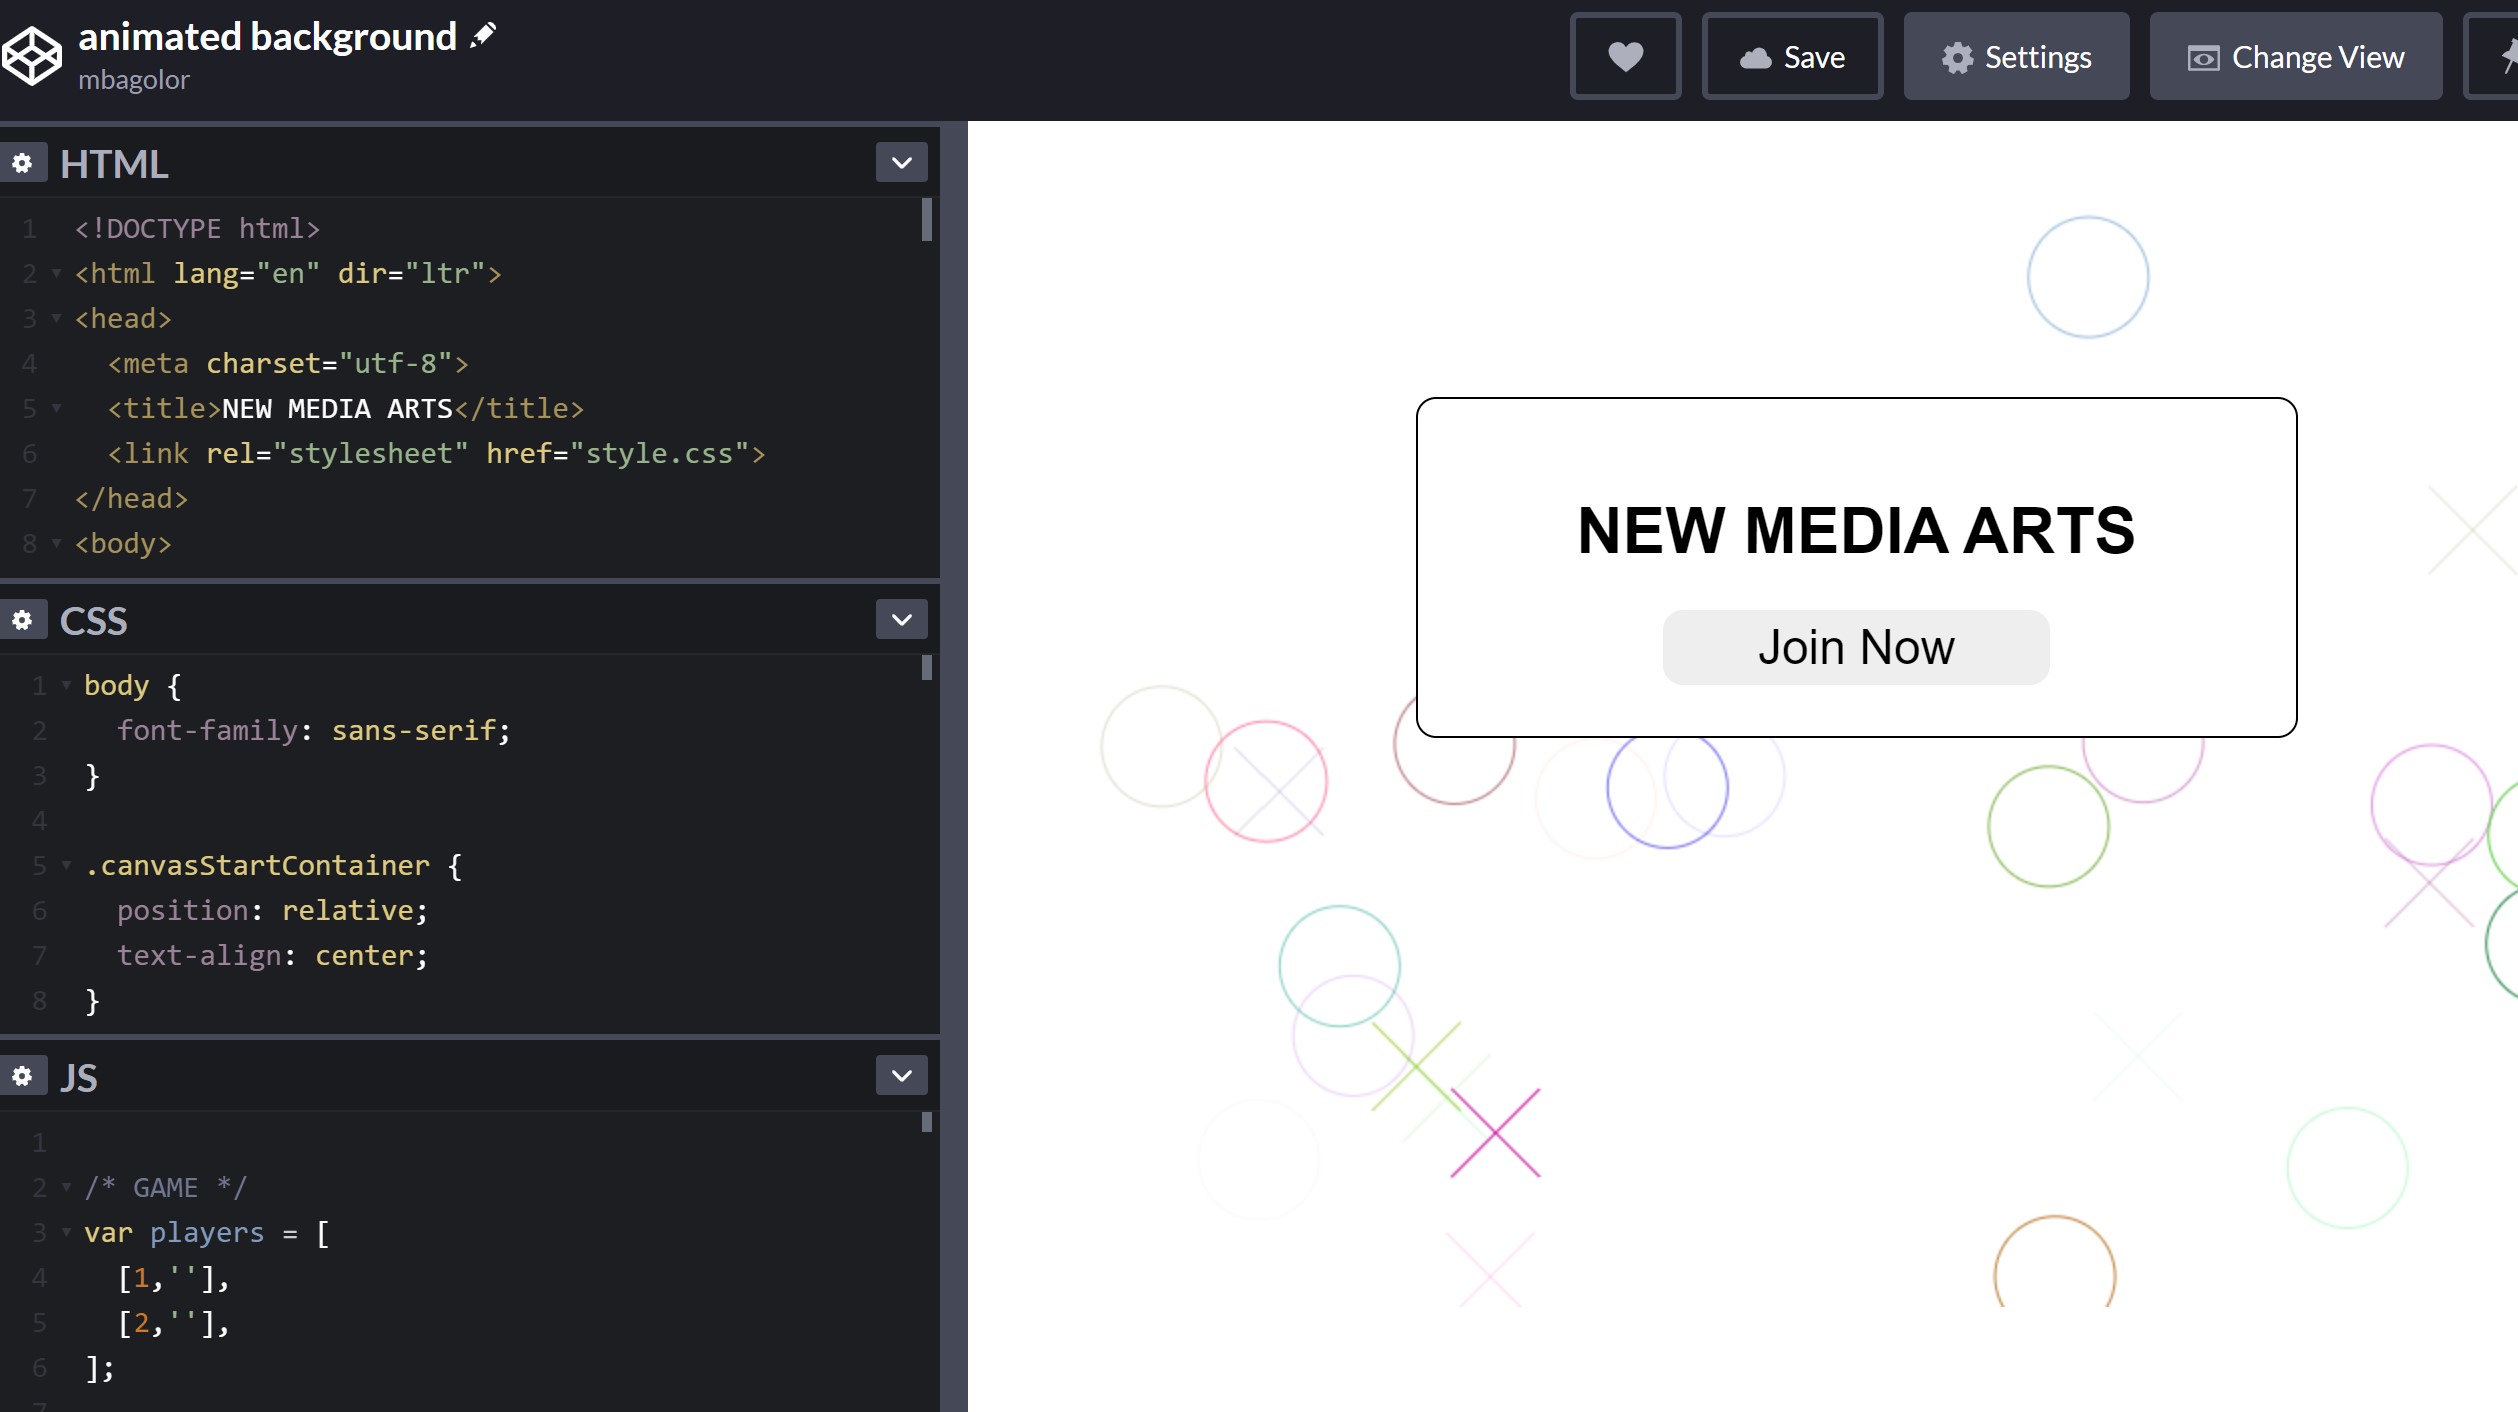 animated background
mbagolor
Save
Settings
Change View
HTML
1 <!DOCTYPE html>
2 <html lang="en" dir="ltr">
3 <head>
4 <meta charset="utf-8">
5 <title>NEW MEDIA ARTS</title>
6 <link rel="stylesheet" href="style.css">
7 </head>
8 <body>
CSS
1 body {
2 font-family: sans-serif;
3 }
4
5 .canvasStartContainer {
6 position: relative;
7 text-align: center;
8 }
JS
1
2 /* GAME */
3 var players = [
4 [1,''],
5 [2,''],
6 ];
7
NEW MEDIA ARTS
Join Now